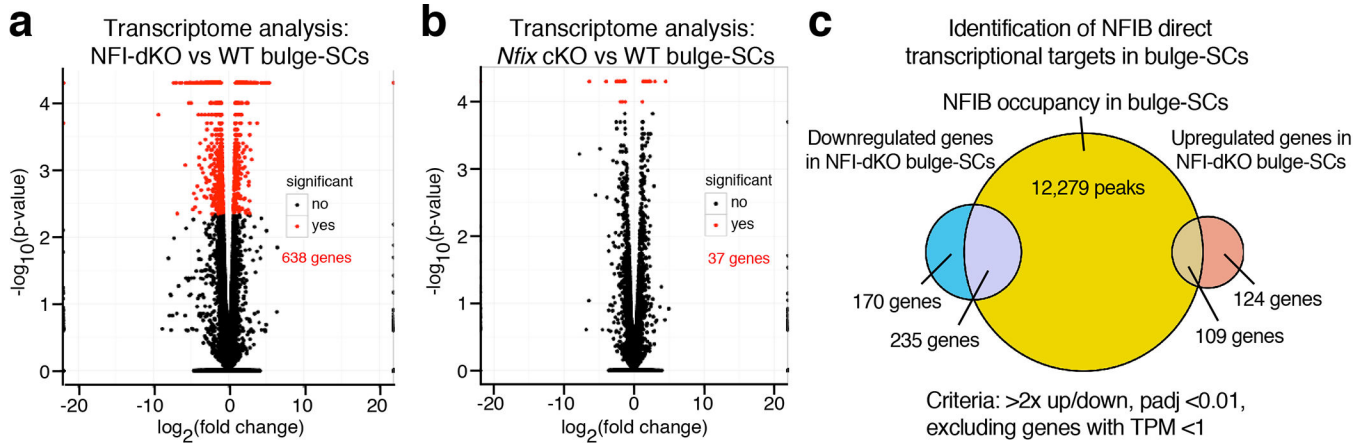 a
Transcriptome analysis:
NFI-dKO vs WT bulge-SCs
4
3
2
1
0
-log10(p-value)
significant
no
yes
638 genes
-20
-10
0
10
20
log2(fold change)
b
Transcriptome analysis:
Nfix cKO vs WT bulge-SCs
4
3
2
1
0
-log10(p-value)
significant
no
yes
37 genes
-20
-10
0
10
20
log2(fold change)
c
Identification of NFIB direct
transcriptional targets in bulge-SCs
NFIB occupancy in bulge-SCs
Downregulated genes
in NFI-dKO bulge-SCs
Upregulated genes in
NFI-dKO bulge-SCs
12,279 peaks
170 genes
235 genes
124 genes
109 genes
Criteria: >2x up/down, padj <0.01,
excluding genes with TPM <1